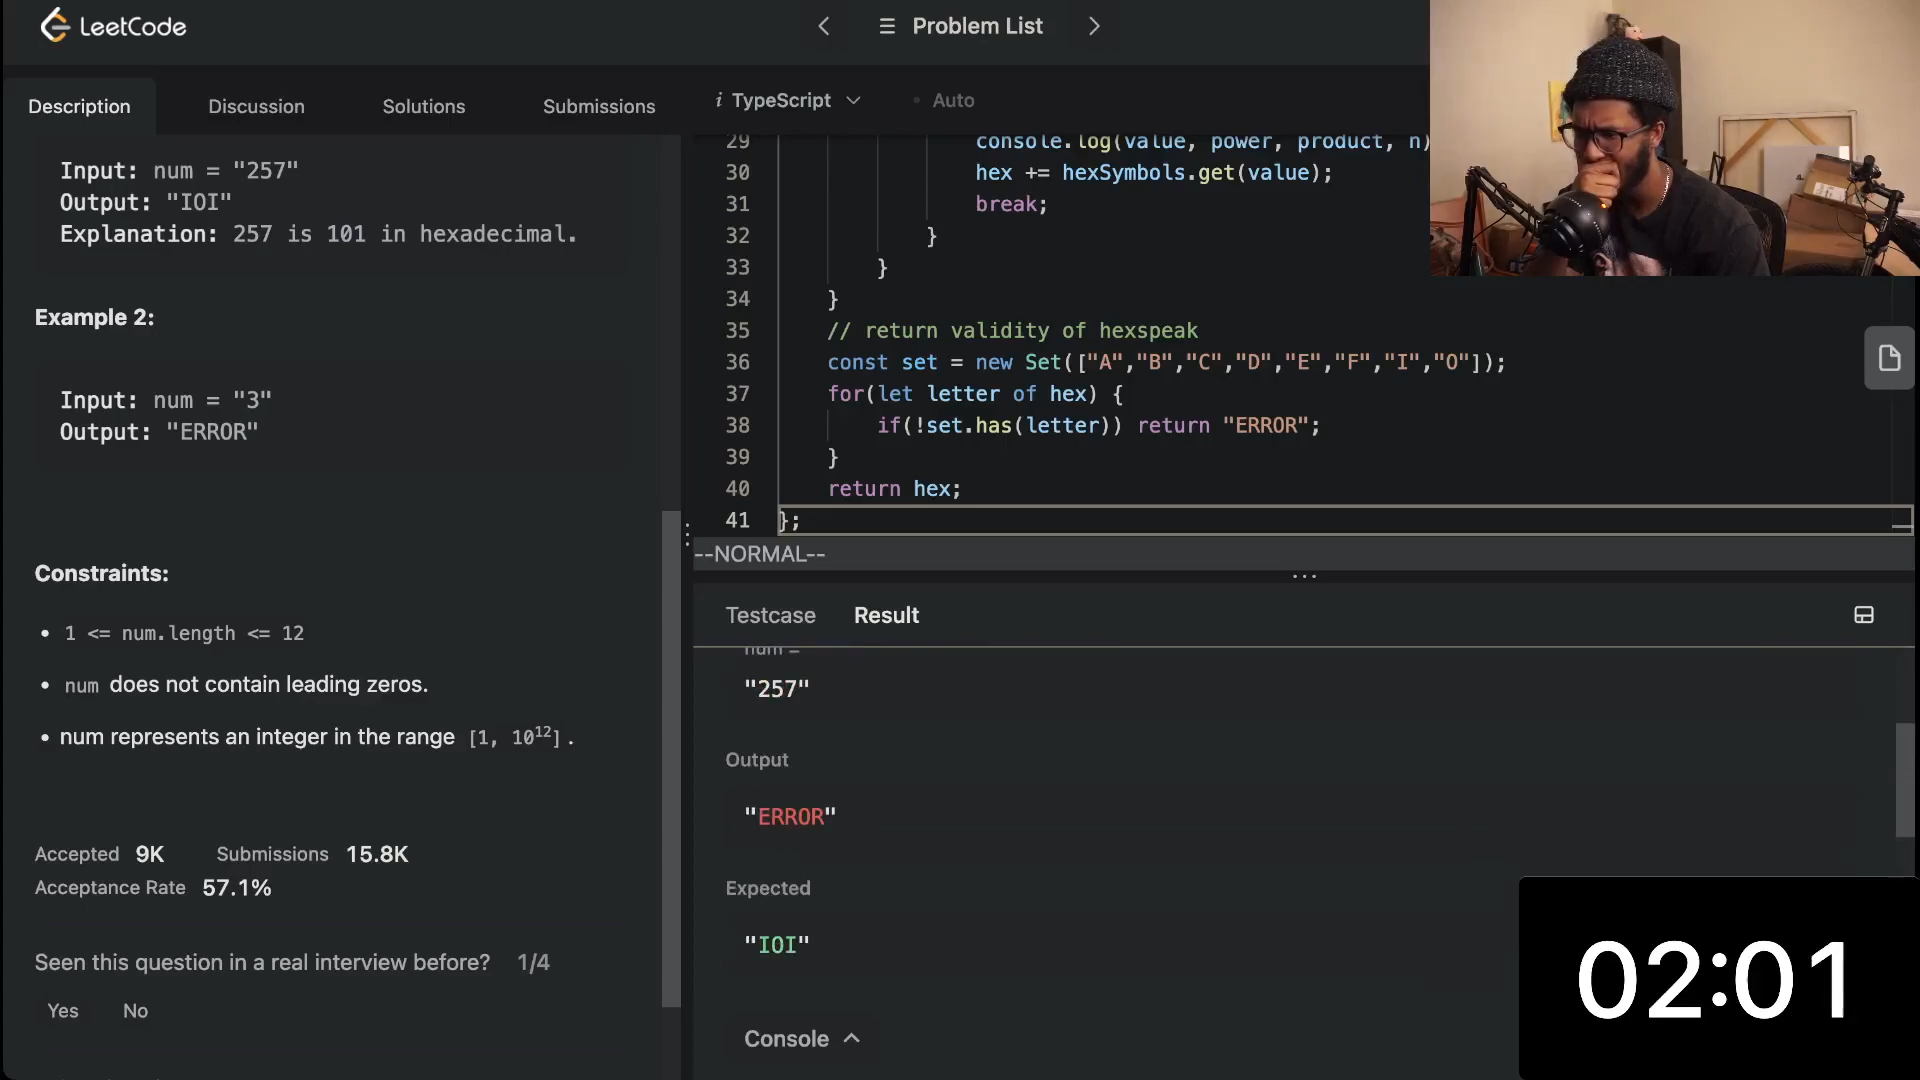 LeetCode
Problem List
Description
Discussion
Solutions
Submissions
i TypeScript
• Auto
Input: num = "257"
Output: "IOI"
Explanation: 257 is 101 in hexadecimal.
Example 2:
Input: num = "3"
Output: "ERROR"
Constraints:
• 1 <= num.length <= 12
• num does not contain leading zeros.
• num represents an integer in the range [1, 10¹²].
Accepted 9K Submissions 15.8K
Acceptance Rate 57.1%
Seen this question in a real interview before? 1/4
Yes No
29 console.log(value, power, product, n)
30 hex += hexSymbols.get(value);
31 break;
32 }
33 }
34 }
35 // return validity of hexspeak
36 const set = new Set(["A","B","C","D","E","F","I","O"]);
37 for(let letter of hex) {
38 if(!set.has(letter)) return "ERROR";
39 }
40 return hex;
41 };
--NORMAL--
Testcase Result
num =
"257"
Output
"ERROR"
Expected
"IOI"
Console
02:01